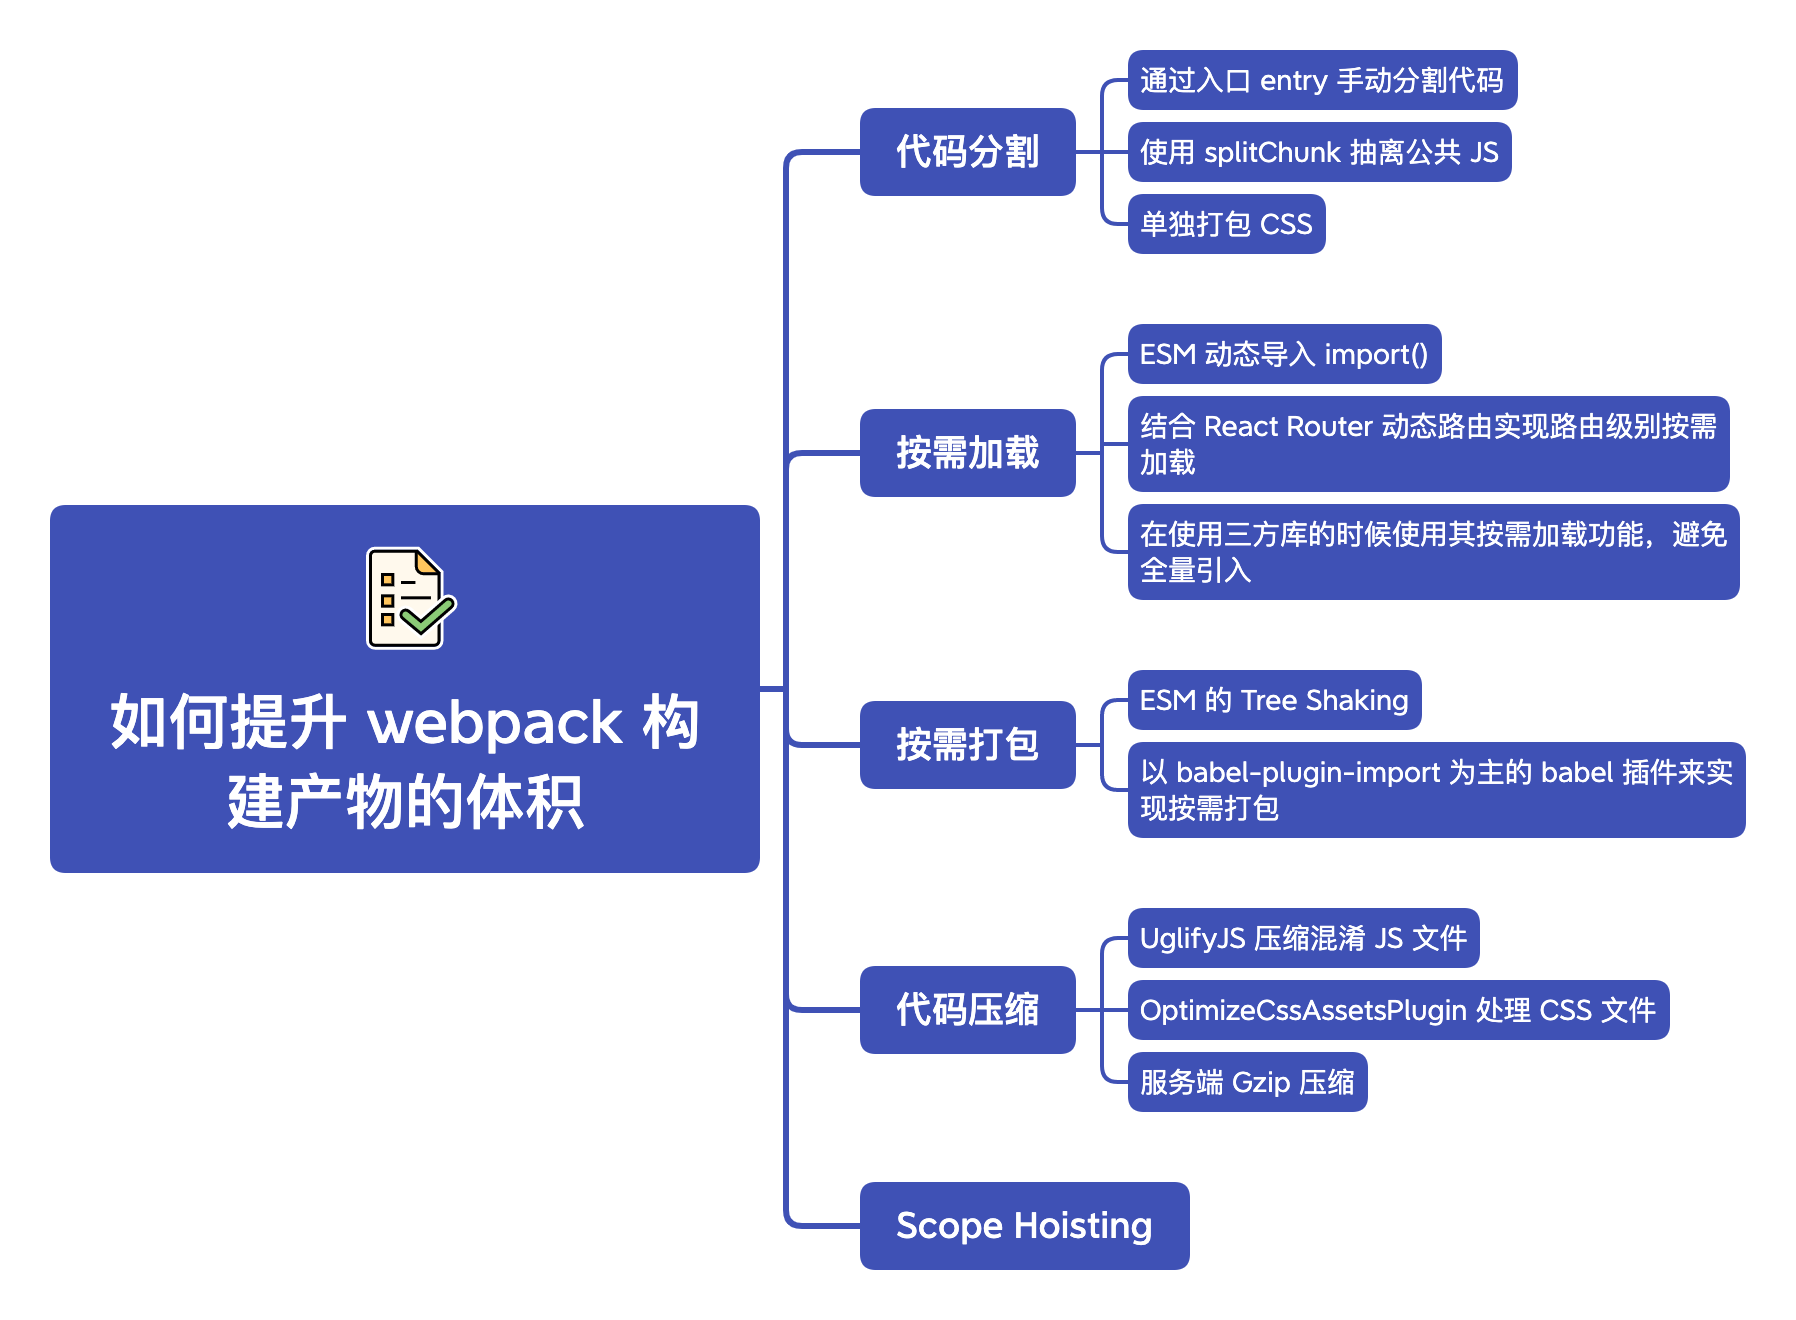 如何提升 webpack 构
建产物的体积
代码分割
通过入口 entry 手动分割代码
使用 splitChunk 抽离公共 JS
单独打包 CSS
按需加载
ESM 动态导入 import()
结合 React Router 动态路由实现路由级别按需
加载
在使用三方库的时候使用其按需加载功能，避免
全量引入
按需打包
ESM 的 Tree Shaking
以 babel-plugin-import 为主的 babel 插件来实
现按需打包
代码压缩
UglifyJS 压缩混淆 JS 文件
OptimizeCssAssetsPlugin 处理 CSS 文件
服务端 Gzip 压缩
Scope Hoisting